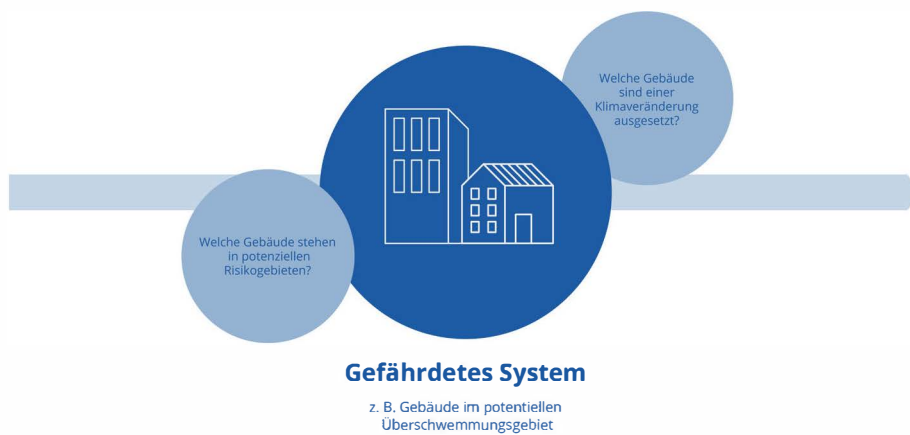 Welche Gebäude
sind einer
Klimaveränderung
ausgesetzt?
Welche Gebäude stehen
in potenziellen
Risikogebieten?
Gefährdetes System
z. B. Gebäude im potentiellen
Überschwemmungsgebiet